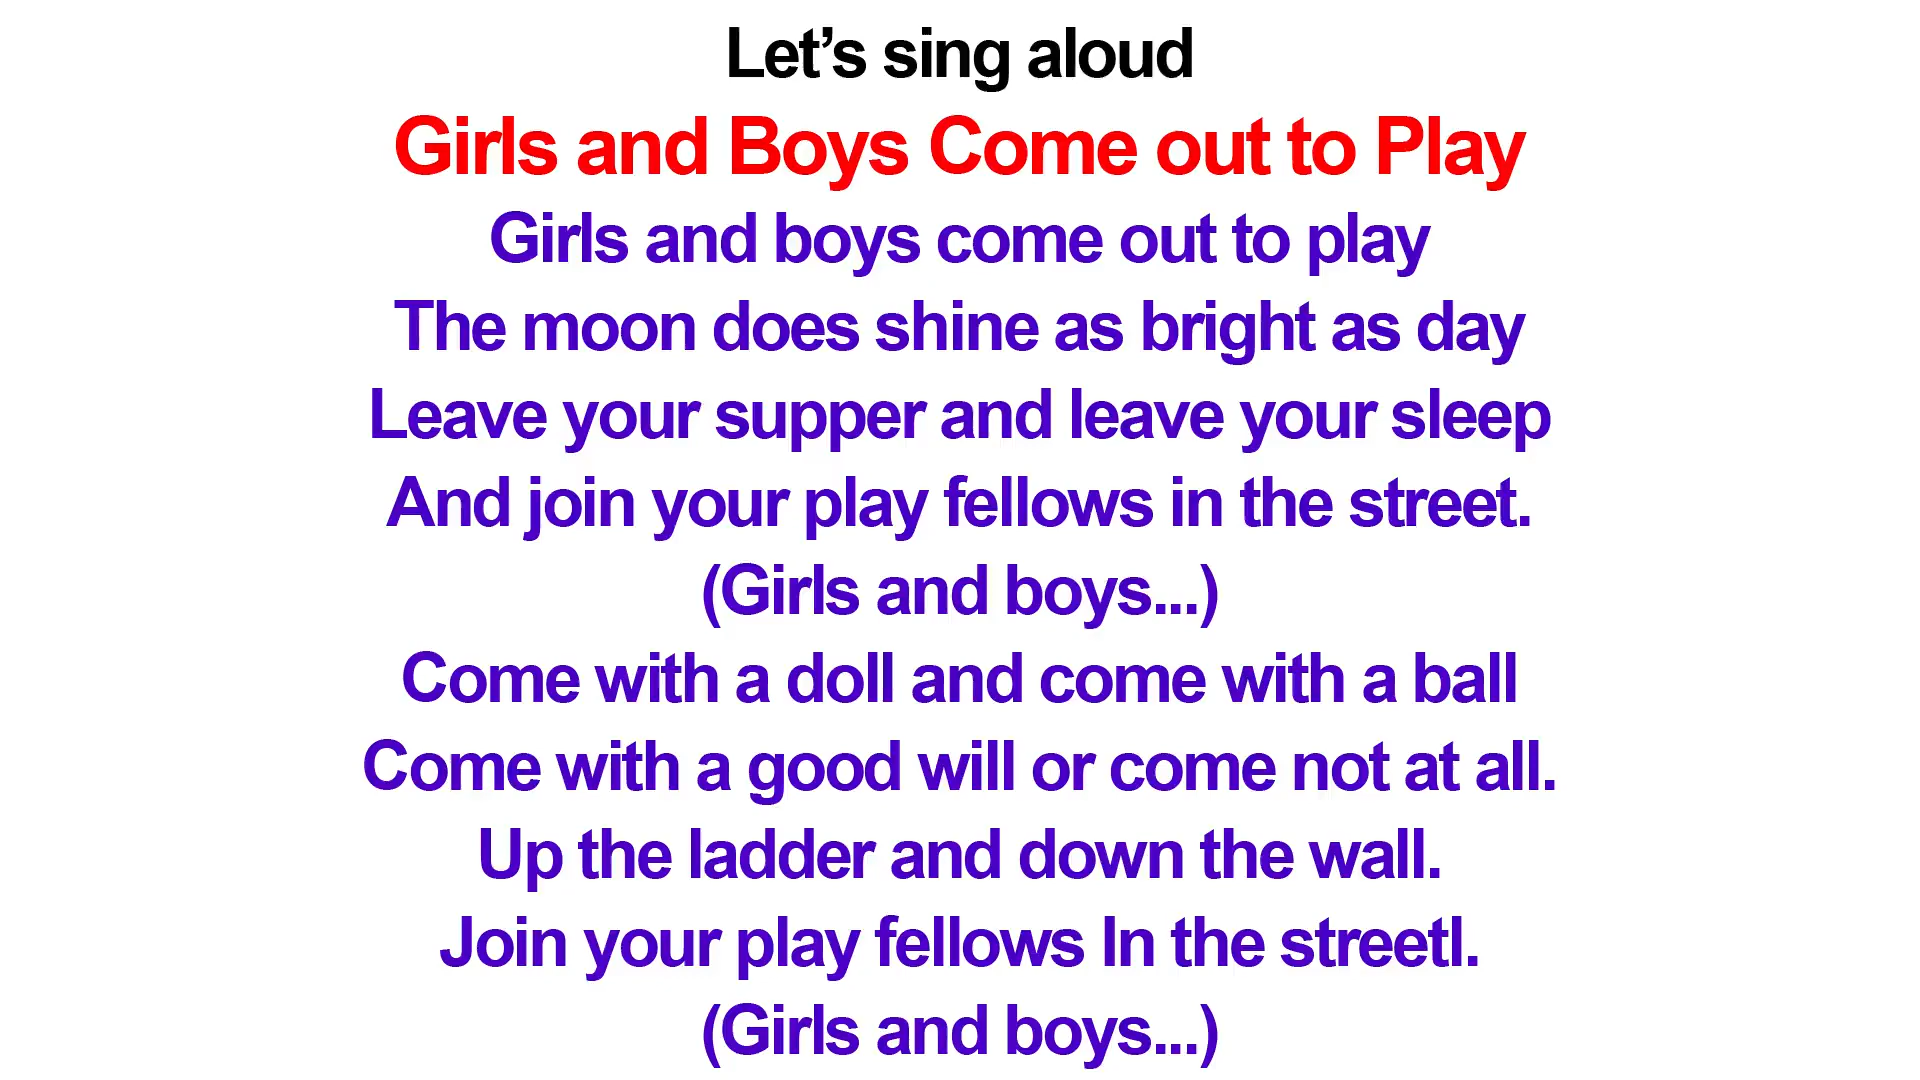 Let’s sing aloud
Girls and Boys Come out to Play
Girls and boys come out to play
The moon does shine as bright as day
Leave your supper and leave your sleep
And join your play fellows in the street.
(Girls and boys...)
Come with a doll and come with a ball
Come with a good will or come not at all.
Up the ladder and down the wall.
Join your play fellows In the streetl.
(Girls and boys...)